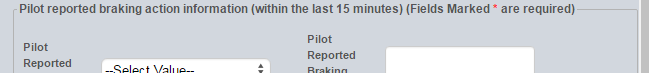 Pilot reported braking action information (within the last 15 minutes) (Fields Marked * are required)
Pilot
Reported
--Select Value--
Pilot
Reported
Braking